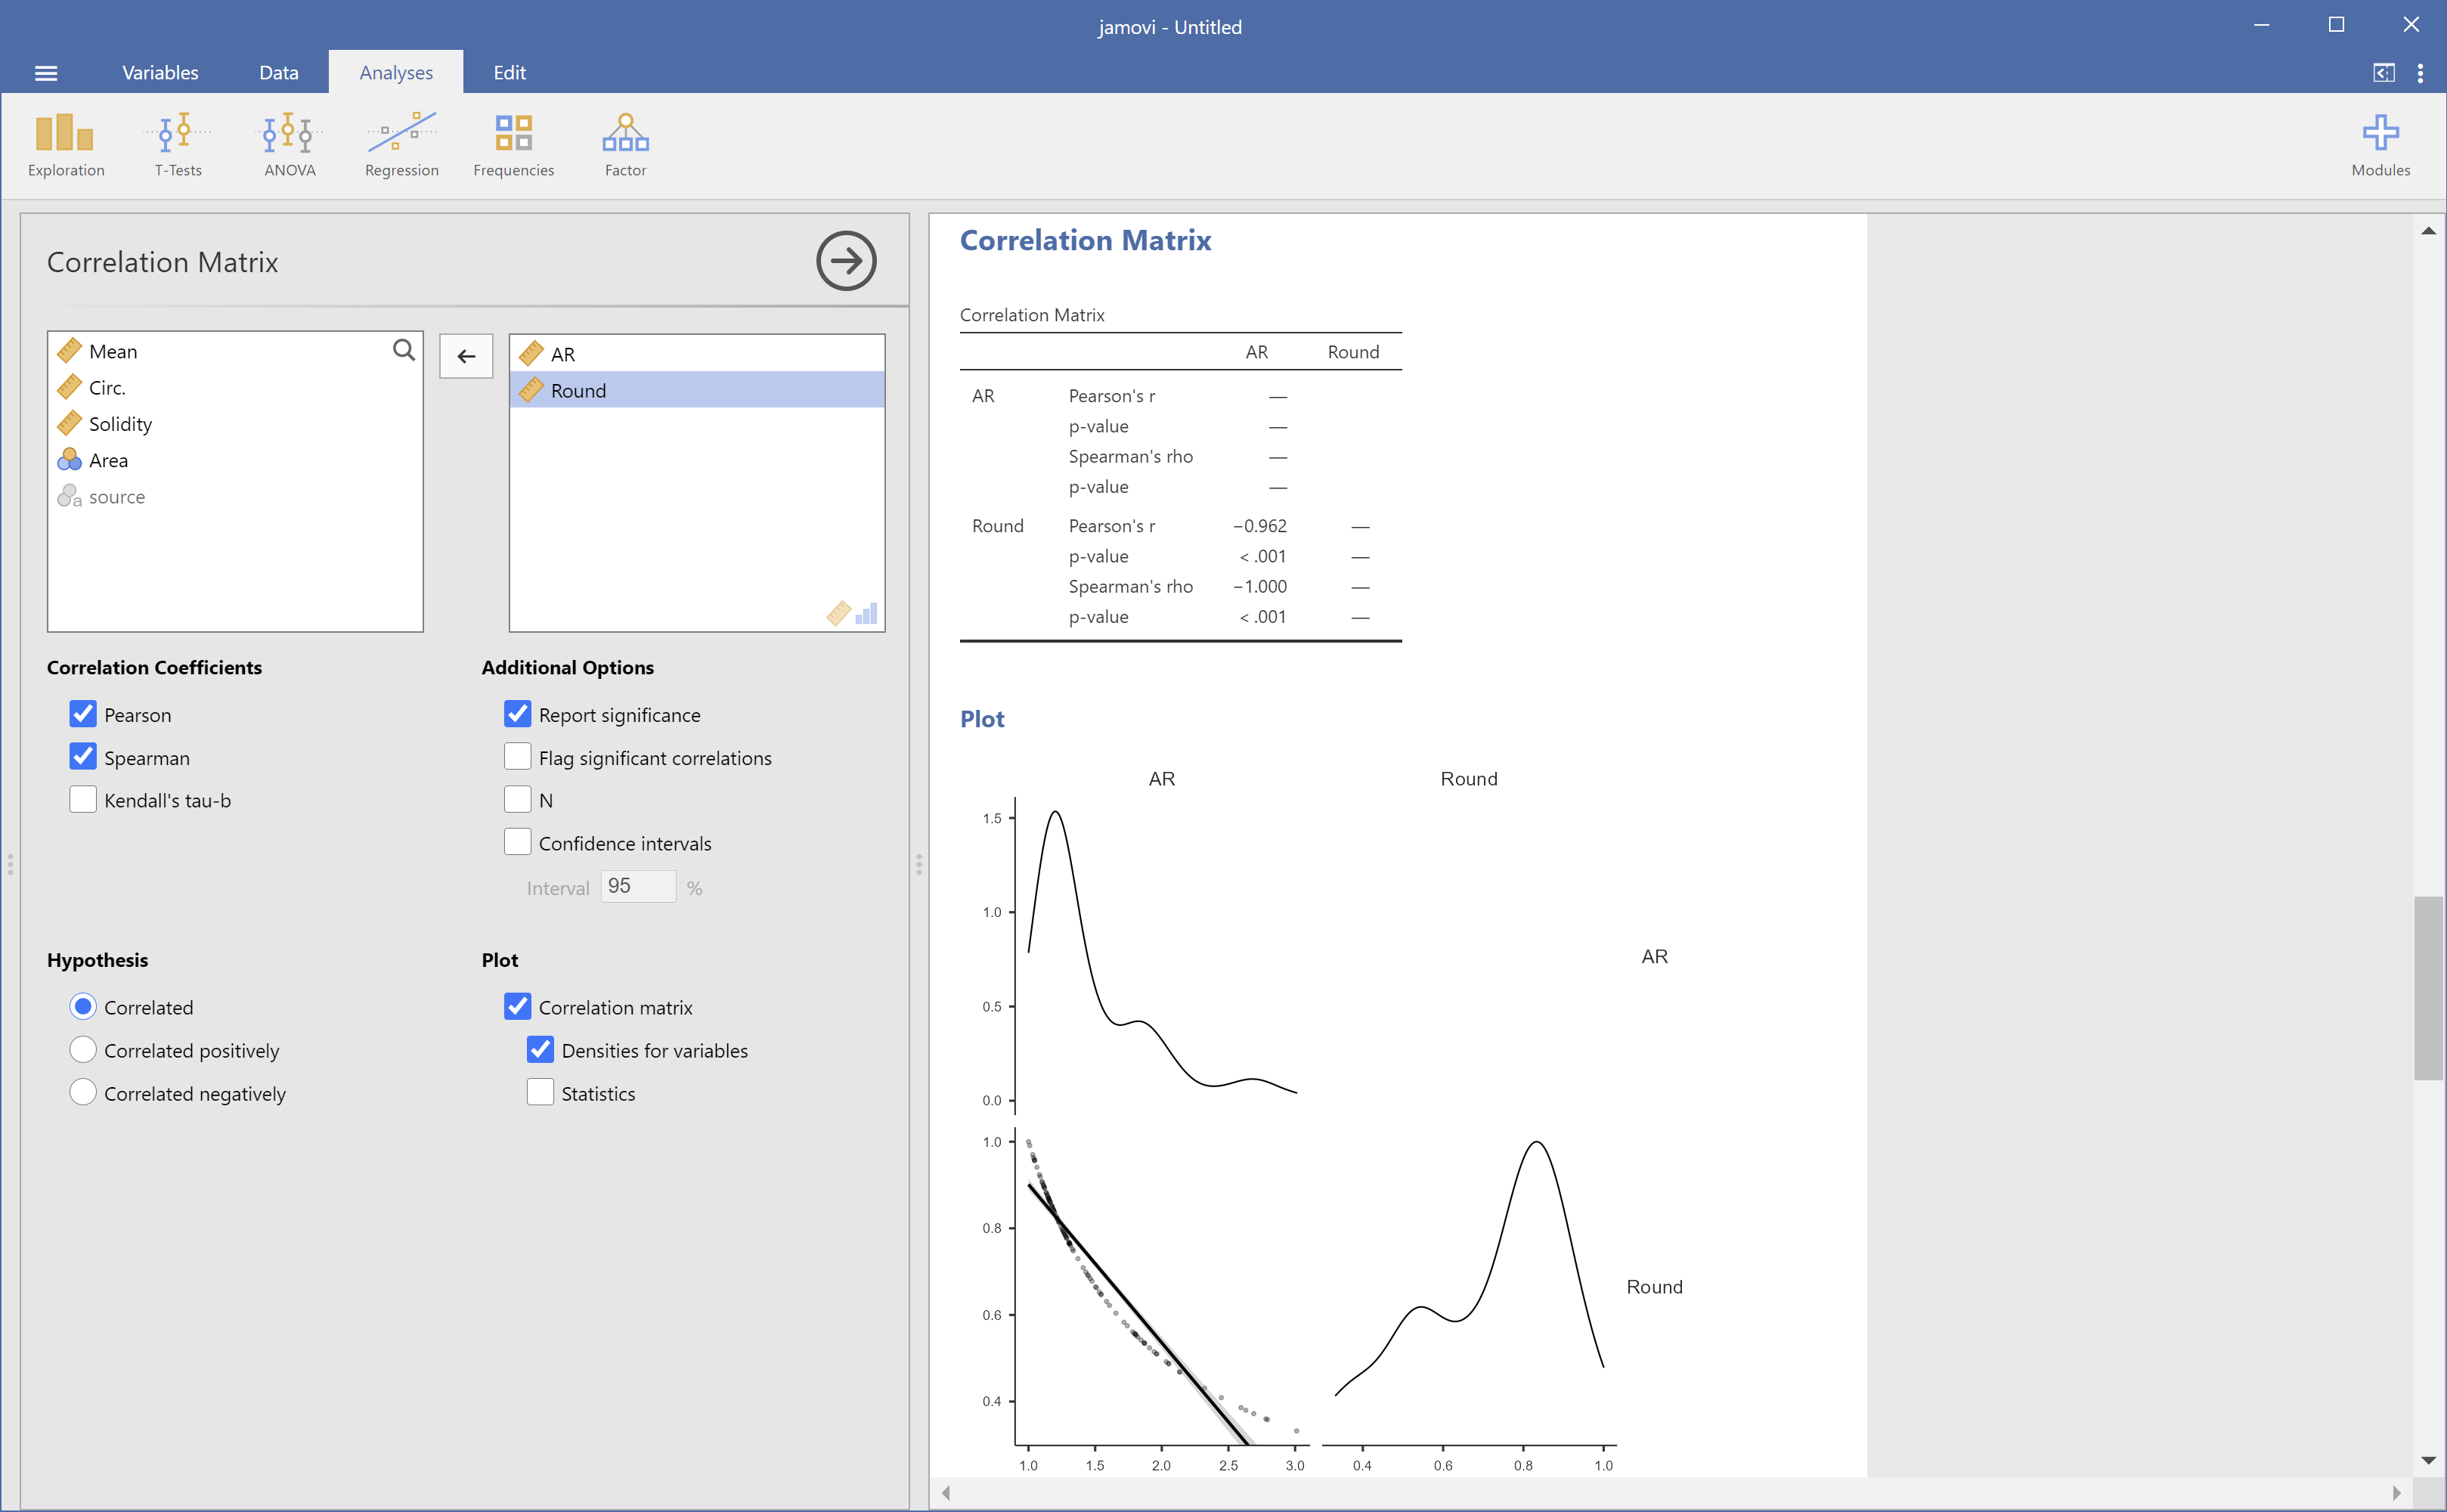 jamovi - Untitled
Variables Data Analyses Edit
Exploration T-Tests ANOVA Regression Frequencies Factor Modules
Correlation Matrix
Mean
Circ.
Solidity
Area
source
AR
Round
Correlation Coefficients
Pearson
Spearman
Kendall's tau-b
Additional Options
Report significance
Flag significant correlations
N
Confidence intervals
Interval 95 %
Hypothesis
Correlated
Correlated positively
Correlated negatively
Plot
Correlation matrix
Densities for variables
Statistics
Correlation Matrix
Correlation Matrix
AR Round
AR Pearson's r —
p-value —
Spearman's rho —
p-value —
Round Pearson's r −0.962 —
p-value < .001 —
Spearman's rho −1.000 —
p-value < .001 —
Plot
AR Round
1.5
1.0
AR
0.5
0.0
1.0
0.8
Round
0.6
0.4
1.0 1.5 2.0 2.5 3.0 0.4 0.6 0.8 1.0